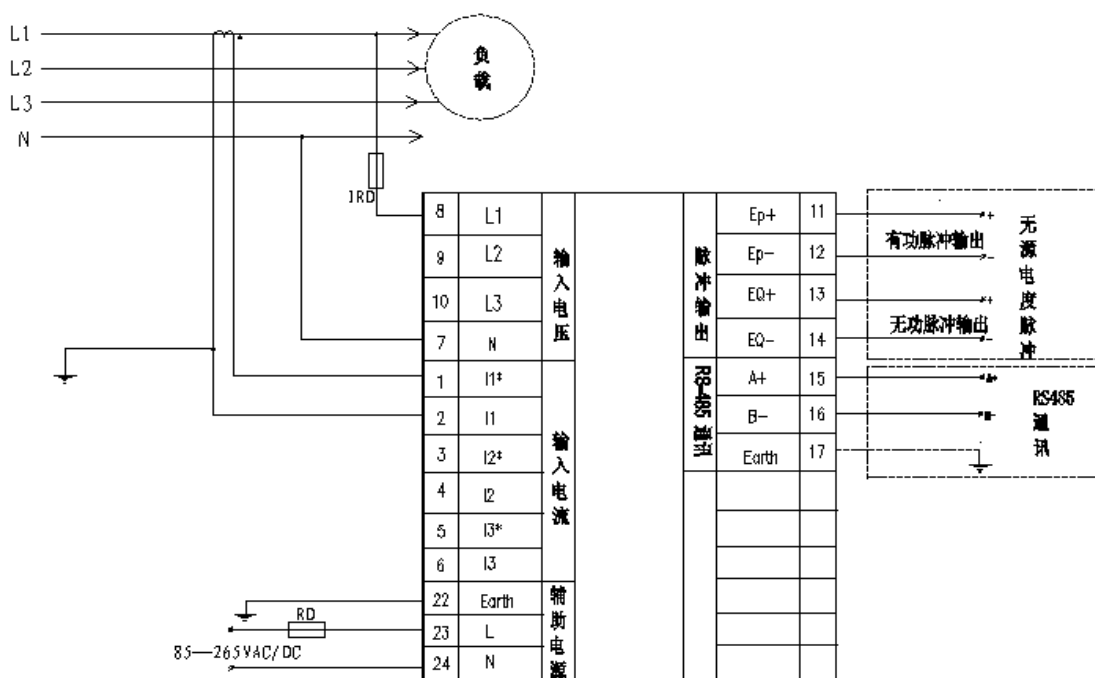 L1
L2
L3
N
负载
1RD
8 L1
9 L2
10 L3
7 N
输入电压
1 I1*
2 I1
3 I2*
4 I2
5 I3*
6 I3
输入电流
22 Earth
23 L
24 N
辅助电源
RD
85—265VAC/DC
脉冲输出
Ep+ 11
Ep- 12
EQ+ 13
EQ- 14
RS-485 通讯
A+ 15
B- 16
Earth 17
+
有功脉冲输出
-
+
无功脉冲输出
-
无源电度脉冲
A+
B-
RS485
通
讯